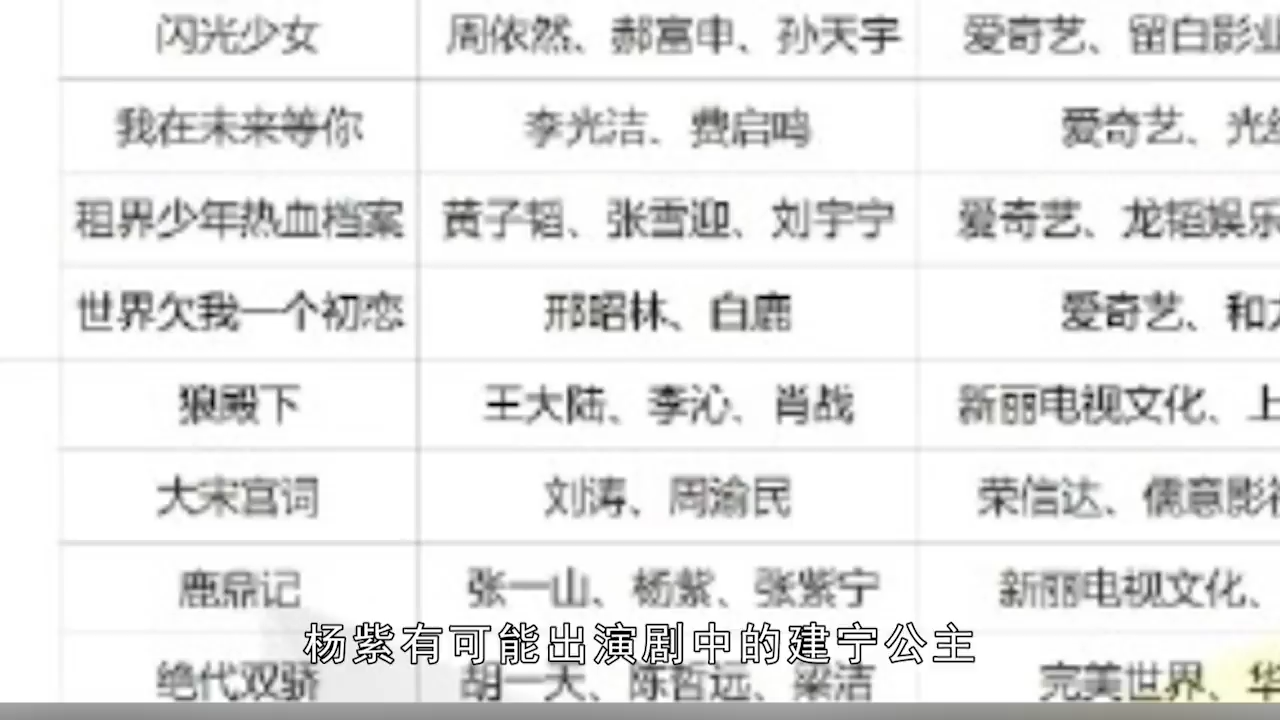 闪光少女 周依然、郝富申、孙天宇 爱奇艺、留白影业
我在未来等你 李光洁、费启鸣 爱奇艺、光
租界少年热血档案 黄子韬、张雪迎、刘宇宁 爱奇艺、龙韬娱乐
世界欠我一个初恋 邢昭林、白鹿 爱奇艺、和
狼殿下 王大陆、李沁、肖战 新丽电视文化、上
大宋宫词 刘涛、周渝民 荣信达、儒意影视
鹿鼎记 张一山、杨紫、张紫宁 新丽电视文化、
杨紫有可能出演剧中的建宁公主
绝代双骄 胡一天、陈哲远、梁洁 完美世界、华